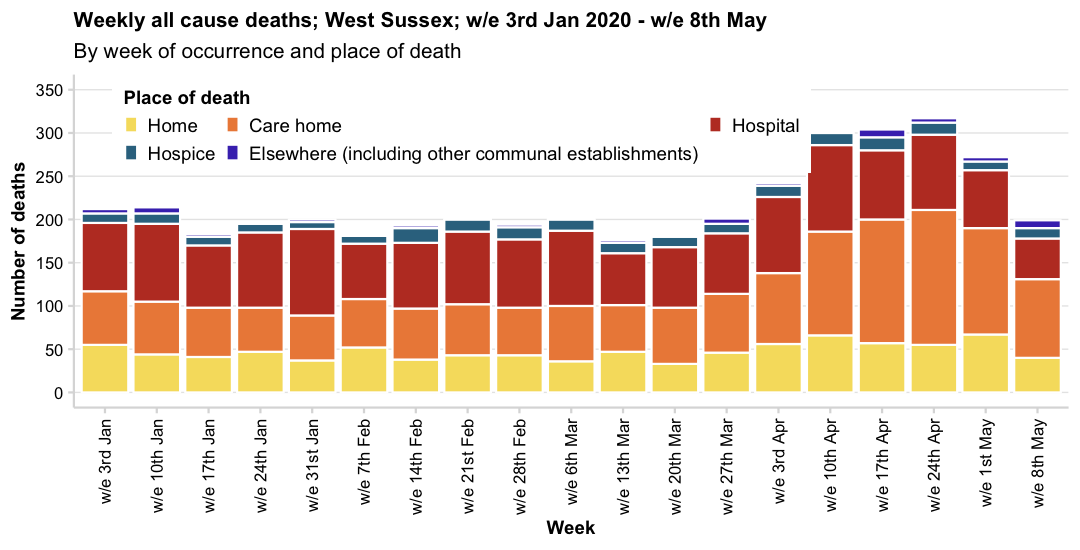 Weekly all cause deaths; West Sussex; w/e 3rd Jan 2020 - w/e 8th May
By week of occurrence and place of death
Place of death
Home Care home Hospital
Hospice Elsewhere (including other communal establishments)
Number of deaths
350
300
250
200
150
100
50
0
w/e 3rd Jan
w/e 10th Jan
w/e 17th Jan
w/e 24th Jan
w/e 31st Jan
w/e 7th Feb
w/e 14th Feb
w/e 21st Feb
w/e 28th Feb
w/e 6th Mar
w/e 13th Mar
w/e 20th Mar
w/e 27th Mar
w/e 3rd Apr
w/e 10th Apr
w/e 17th Apr
w/e 24th Apr
w/e 1st May
w/e 8th May
Week